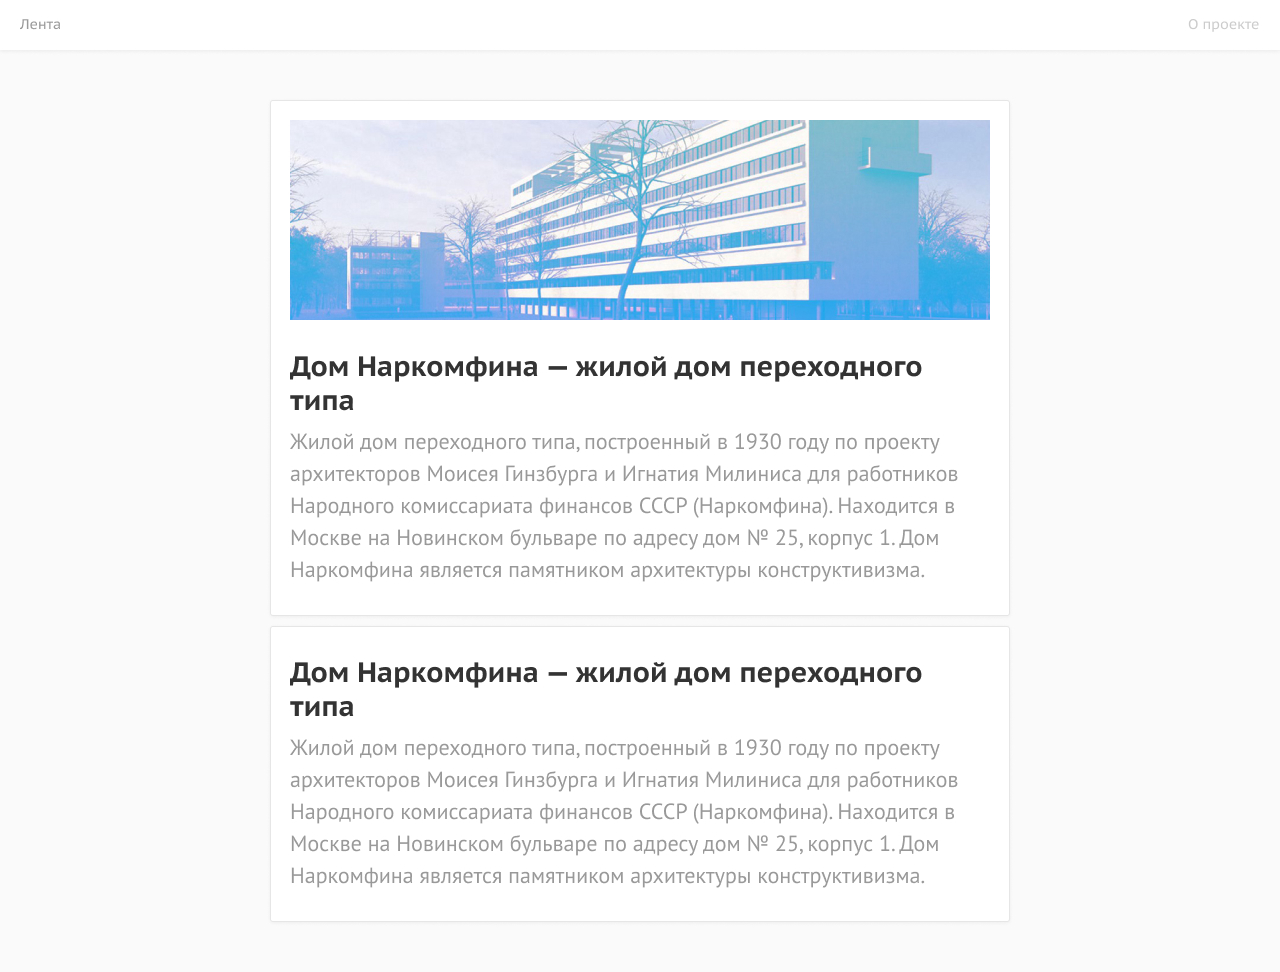 Лента
О проекте
Дом Наркомфина — жилой дом переходного
типа
Жилой дом переходного типа, построенный в 1930 году по проекту
архитекторов Моисея Гинзбурга и Игнатия Милиниса для работников
Народного комиссариата финансов СССР (Наркомфина). Находится в
Москве на Новинском бульваре по адресу дом № 25, корпус 1. Дом
Наркомфина является памятником архитектуры конструктивизма.
Дом Наркомфина — жилой дом переходного
типа
Жилой дом переходного типа, построенный в 1930 году по проекту
архитекторов Моисея Гинзбурга и Игнатия Милиниса для работников
Народного комиссариата финансов СССР (Наркомфина). Находится в
Москве на Новинском бульваре по адресу дом № 25, корпус 1. Дом
Наркомфина является памятником архитектуры конструктивизма.